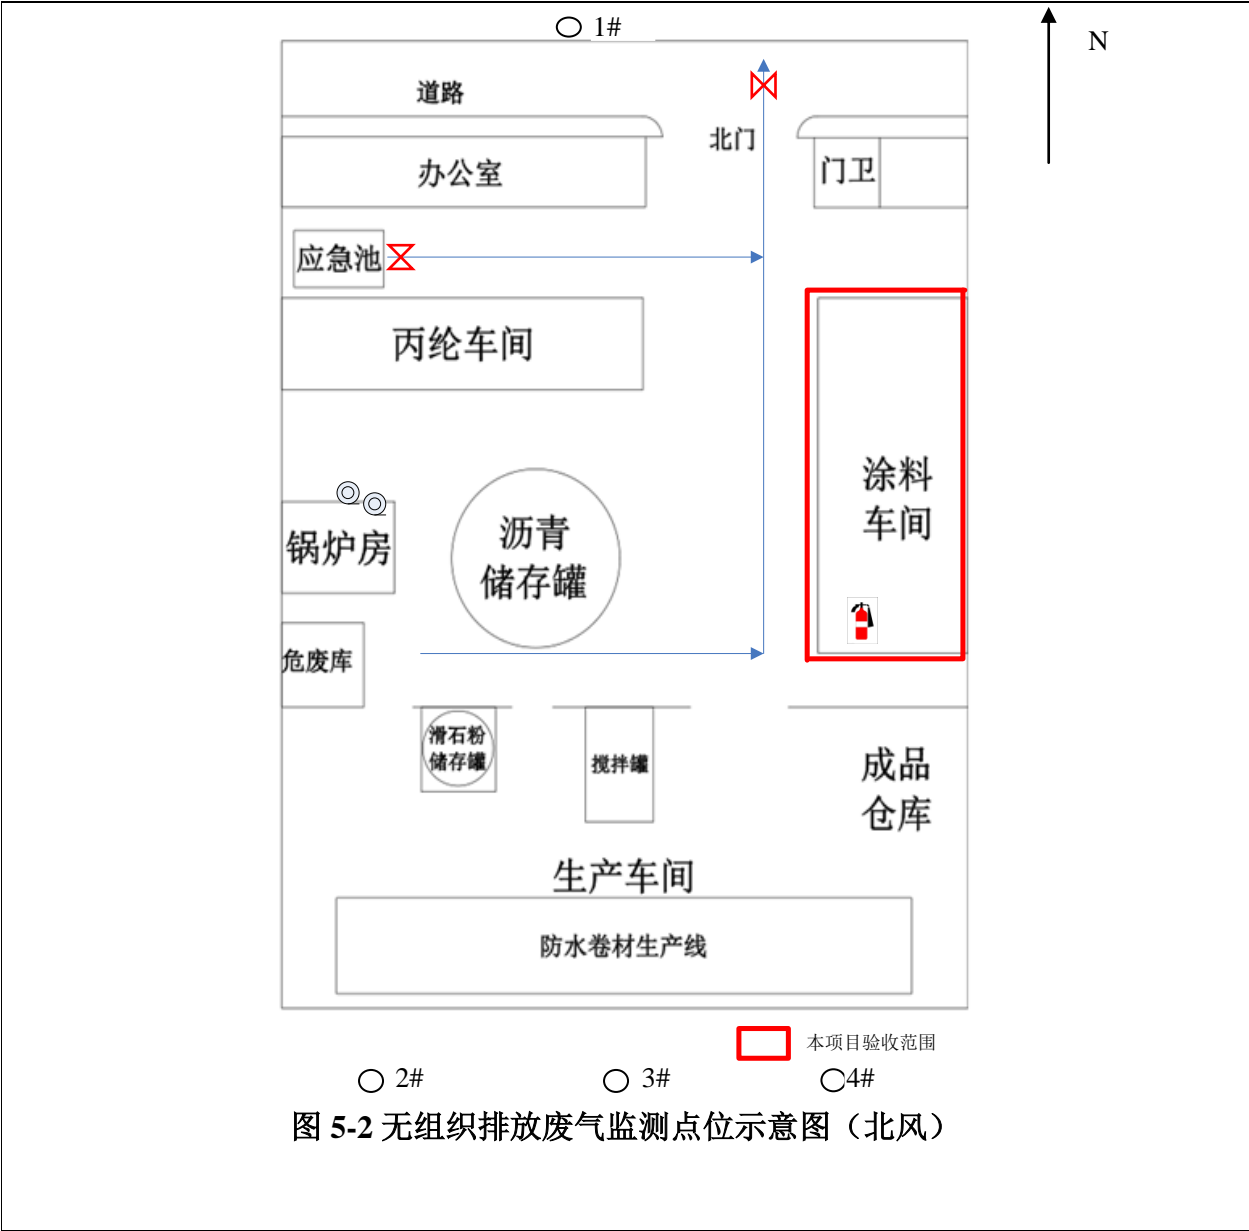 1#
N
道路
北门
办公室
门卫
应急池
丙纶车间
涂料
车间
沥青
储存罐
锅炉房
危废库
滑石粉
储存罐
搅拌罐
成品
仓库
生产车间
防水卷材生产线
本项目验收范围
2#
3#
4#
图 5-2 无组织排放废气监测点位示意图（北风）